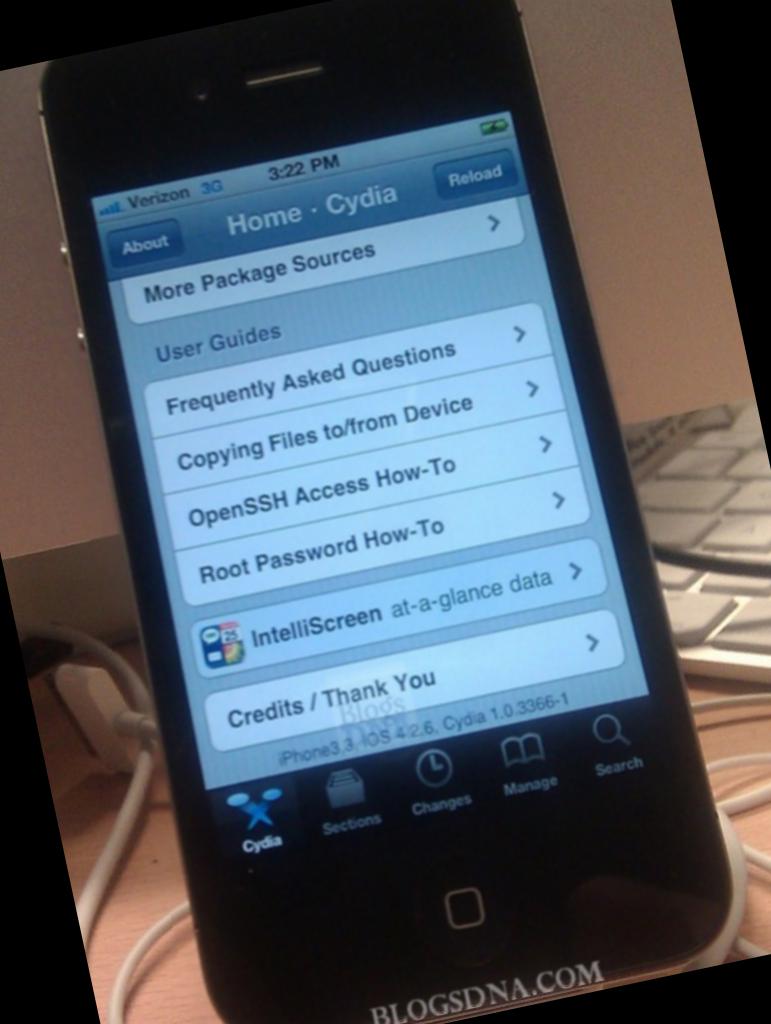 Verizon 3G 3:22 PM
About Home · Cydia Reload
More Package Sources
User Guides
Frequently Asked Questions
Copying Files to/from Device
OpenSSH Access How-To
Root Password How-To
25 IntelliScreen at-a-glance data
Credits / Thank You
Blogs
iPhone3,3, iOS 4.2.6, Cydia 1.0.3366-1
Cydia Sections Changes Manage Search
BLOGSDNA.COM